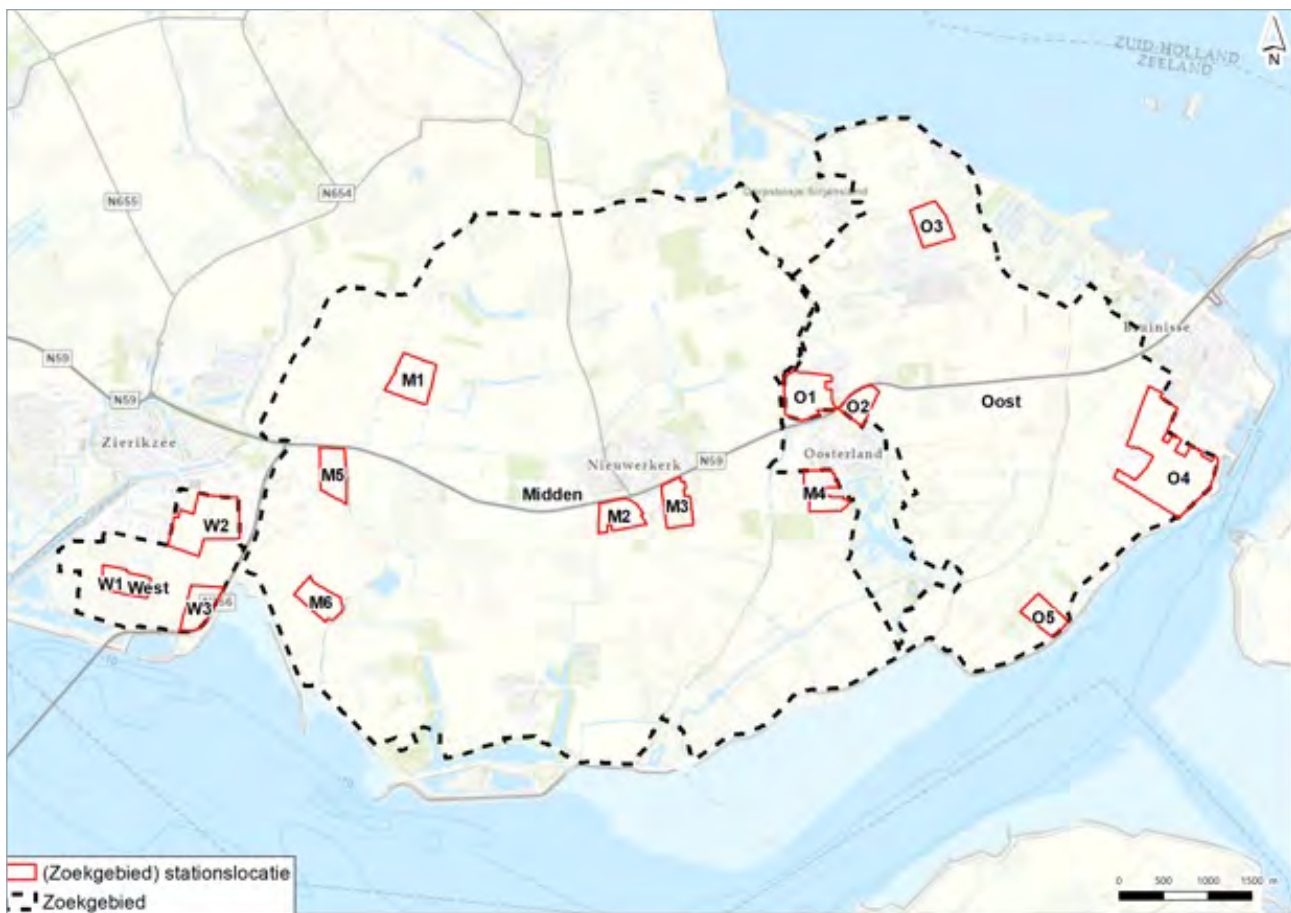 ZUID-HOLLAND
ZEELAND
N
N654
N655
O3
Bruinisse
N59
M1
N59
O1
O2
Oost
Zierikzee
Nieuwerkerk
N59
Oosterland
M5
Midden
M4
O4
M2
M3
W2
W1
West
W3
M6
O5
(Zoekgebied) stationslocatie
Zoekgebied
0 500 1000 1500 m